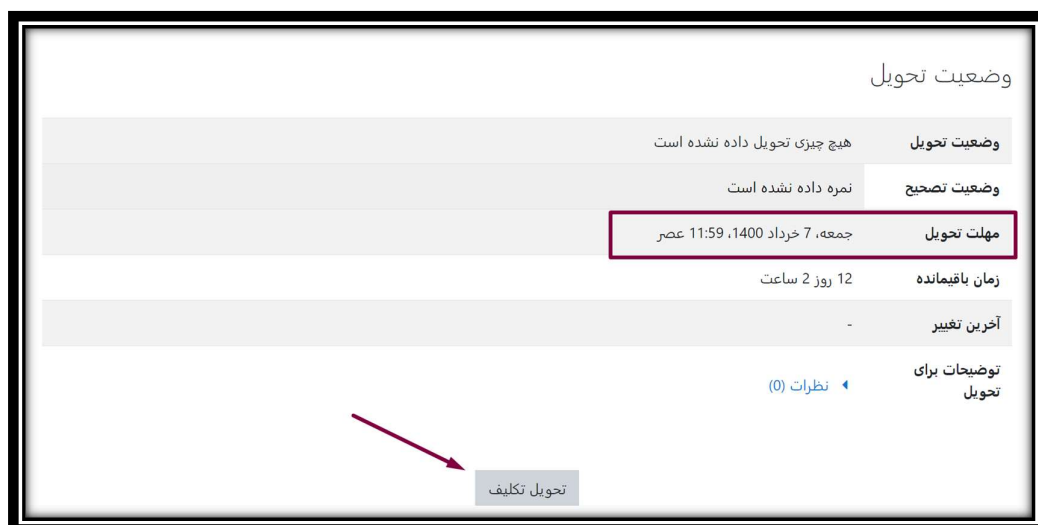 وضعیت تحویل
وضعیت تحویل هیچ چیزی تحویل داده نشده است
وضعیت تصحیح نمره داده نشده است
مهلت تحویل جمعه، 7 خرداد 1400، 11:59 عصر
زمان باقیمانده 12 روز 2 ساعت
آخرین تغییر -
توضیحات برای
تحویل
نظرات (0)
تحویل تکلیف